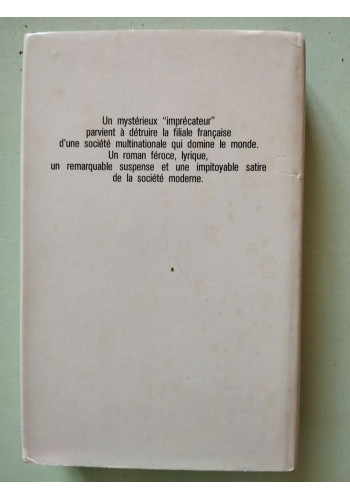 Un mystérieux "imprécateur"
parvient à détruire la filiale française
d'une société multinationale qui domine le monde.
Un roman féroce, lyrique,
un remarquable suspense et une impitoyable satire
de la société moderne.